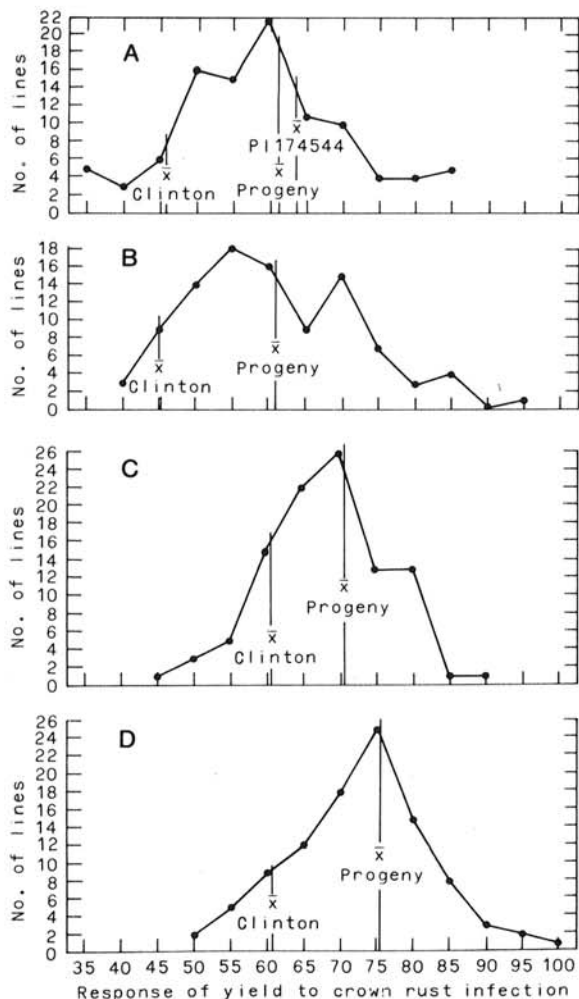 22
20
18
16
14
12
10
8
6
4
2
0
No. of lines
A
x̄
PI174544
x̄ x̄
Clinton Progeny
18
16
14
12
10
8
6
4
2
0
No. of lines
B
x̄
x̄ Progeny
Clinton
26
24
22
20
18
16
14
12
10
8
6
4
2
0
No. of lines
C
x̄
Progeny
x̄
Clinton
26
24
22
20
18
16
14
12
10
8
6
4
2
0
No. of lines
D
x̄
Progeny
x̄
Clinton
35 40 45 50 55 60 65 70 75 80 85 90 95 100
Response of yield to crown rust infection